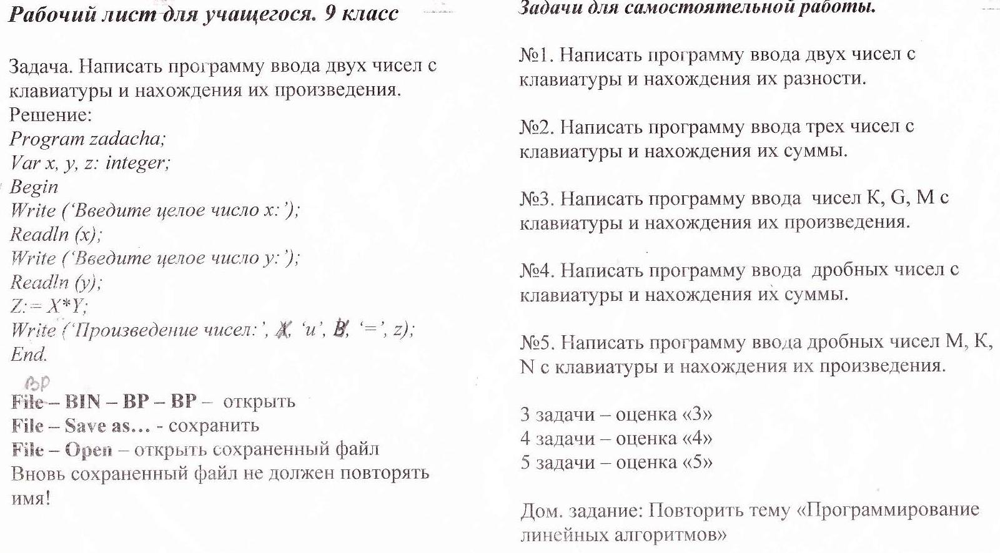 Рабочий лист для учащегося. 9 класс
Задача. Написать программу ввода двух чисел с
клавиатуры и нахождения их произведения.
Решение:
Program zadacha;
Var x, y, z: integer;
Begin
Write (‘Введите целое число x: ’);
Readln (x);
Write (‘Введите целое число y: ’);
Readln (y);
Z:= X*Y;
Write (‘Произведение чисел: ’, , ‘и’, B, ‘=’, z);
End.
BP
File – BIN – BP – BP – открыть
File – Save as... - сохранить
File – Open – открыть сохраненный файл
Вновь сохраненный файл не должен повторять
имя!
Задачи для самостоятельной работы.
№1. Написать программу ввода двух чисел с
клавиатуры и нахождения их разности.
№2. Написать программу ввода трех чисел с
клавиатуры и нахождения их суммы.
№3. Написать программу ввода  чисел K, G, M с
клавиатуры и нахождения их произведения.
№4. Написать программу ввода  дробных чисел с
клавиатуры и нахождения их суммы.
№5. Написать программу ввода дробных чисел M, K,
N с клавиатуры и нахождения их произведения.
3 задачи – оценка «3»
4 задачи – оценка «4»
5 задачи – оценка «5»
Дом. задание: Повторить тему «Программирование
линейных алгоритмов»